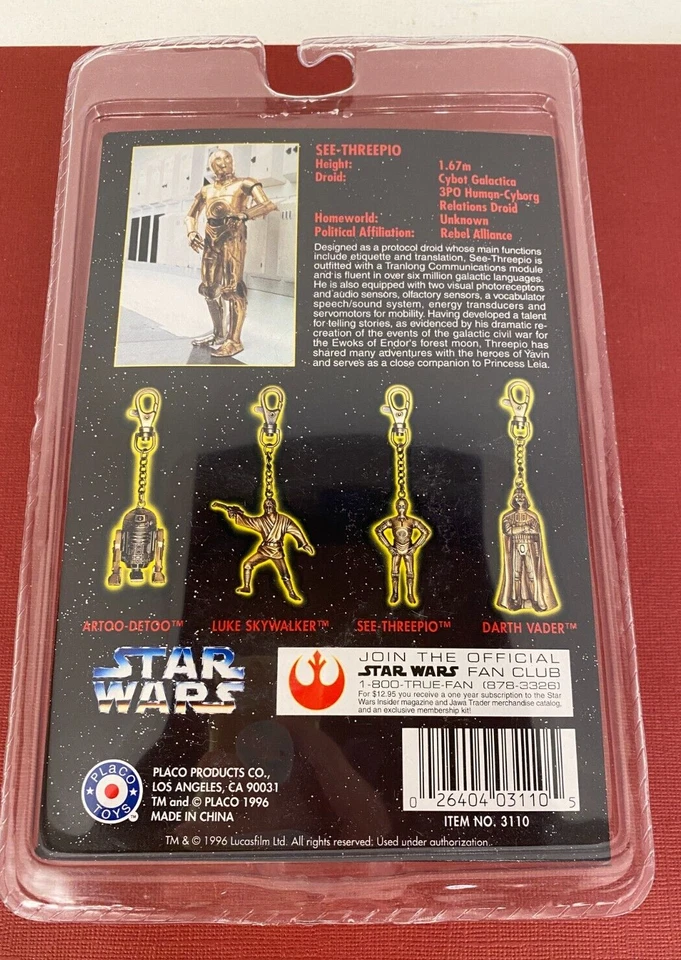 SEE-THREEPIO
Height: 1.67m
Droid: Cybot Galactica
3PO Human-Cyborg
Relations Droid
Homeworld: Unknown
Political Affiliation: Rebel Alliance
Designed as a protocol droid whose main functions
include etiquette and translation, See-Threepio is
outfitted with a Tranlong Communications module
and is fluent in over six million galactic languages.
He is also equipped with two visual photoreceptors
and audio sensors, olfactory sensors, a vocabulator
speech/sound system, energy transducers and
servomotors for mobility. Having developed a talent
for telling stories, as evidenced by his dramatic re-
creation of the events of the galactic civil war for
the Ewoks of Endor's forest moon, Threepio has
shared many adventures with the heroes of Yavin
and serves as a close companion to Princess Leia.
ARTOO-DETOO™ LUKE SKYWALKER™ SEE-THREEPIO™ DARTH VADER™
STAR
WARS
JOIN THE OFFICIAL
STAR WARS FAN CLUB
1-800-TRUE-FAN (878-3326)
For $12.95 you receive a one year subscription to the Star
Wars Insider magazine and Jawa Trader merchandise catalog,
and an exclusive membership kit!
PLACO
TOYS
™
PLACO PRODUCTS CO.,
LOS ANGELES, CA 90031
TM and © PLACO 1996
MADE IN CHINA
0 26404 03110 5
ITEM NO. 3110
TM & © 1996 Lucasfilm Ltd. All rights reserved. Used under authorization.